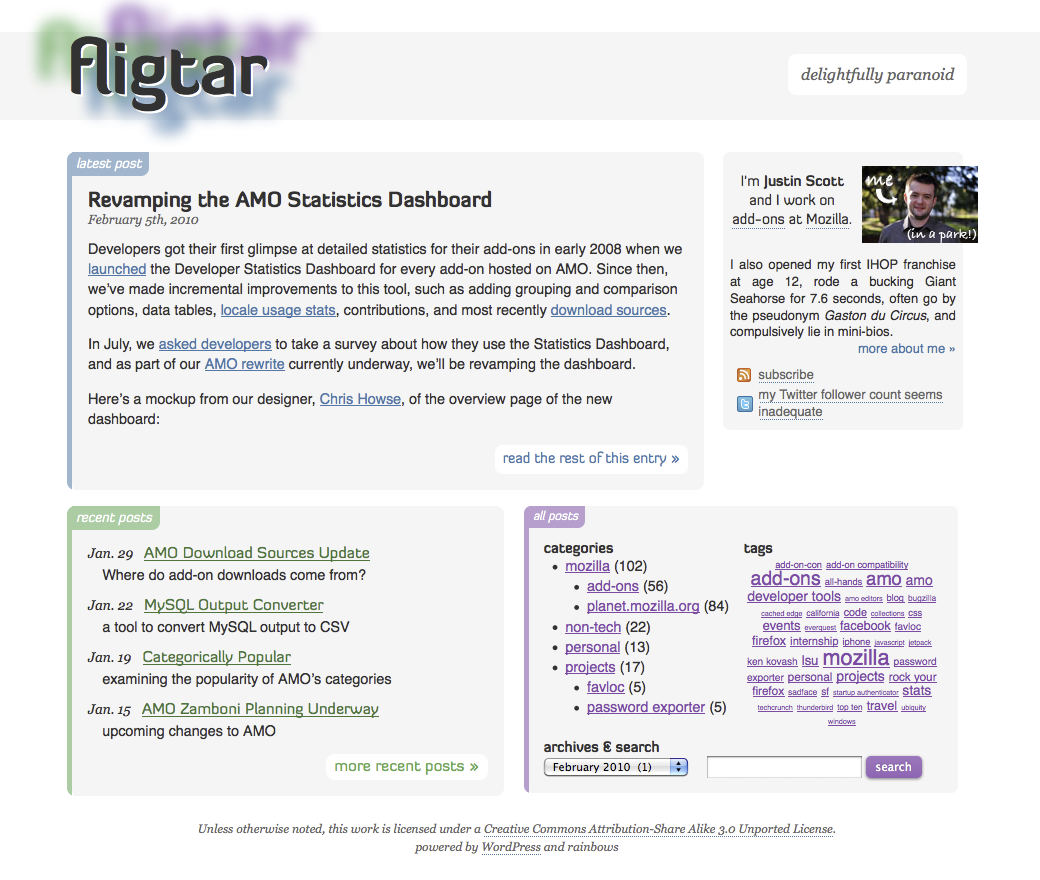 fligtar
delightfully paranoid
latest post
Revamping the AMO Statistics Dashboard
February 5th, 2010
Developers got their first glimpse at detailed statistics for their add-ons in early 2008 when we
launched the Developer Statistics Dashboard for every add-on hosted on AMO. Since then,
we've made incremental improvements to this tool, such as adding grouping and comparison
options, data tables, locale usage stats, contributions, and most recently download sources.
In July, we asked developers to take a survey about how they use the Statistics Dashboard,
and as part of our AMO rewrite currently underway, we'll be revamping the dashboard.
Here's a mockup from our designer, Chris Howse, of the overview page of the new
dashboard:
read the rest of this entry »
I'm Justin Scott
and I work on
add-ons at Mozilla.
me
(in a park!)
I also opened my first IHOP franchise
at age 12, rode a bucking Giant
Seahorse for 7.6 seconds, often go by
the pseudonym Gaston du Circus, and
compulsively lie in mini-bios.
more about me »
subscribe
my Twitter follower count seems
inadequate
recent posts
Jan. 29 AMO Download Sources Update
Where do add-on downloads come from?
Jan. 22 MySQL Output Converter
a tool to convert MySQL output to CSV
Jan. 19 Categorically Popular
examining the popularity of AMO's categories
Jan. 15 AMO Zamboni Planning Underway
upcoming changes to AMO
more recent posts »
all posts
categories
• mozilla (102)
• add-ons (56)
• planet.mozilla.org (84)
• non-tech (22)
• personal (13)
• projects (17)
• favloc (5)
• password exporter (5)
tags
add-on-con add-on compatibility
add-ons all-hands amo amo
developer tools amo editors blog bugzilla
cached edge california code collections css
events everquest facebook favloc
firefox internship iphone javascript jetpack
ken kovash lsu mozilla password
exporter personal projects rock your
firefox sadface sf startup authenticator stats
techcrunch thunderbird top ten travel ubiquity
windows
archives & search
February 2010 (1)
search
Unless otherwise noted, this work is licensed under a Creative Commons Attribution-Share Alike 3.0 Unported License.
powered by WordPress and rainbows